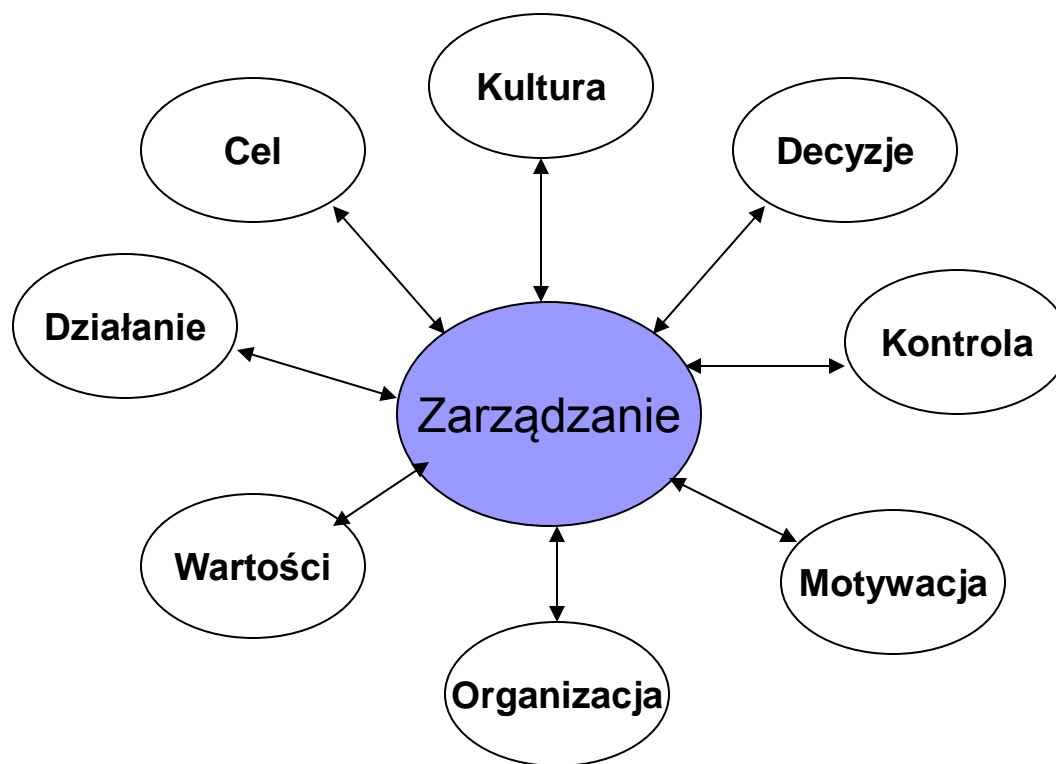 Kultura
Cel
Decyzje
Działanie
Kontrola
Zarządzanie
Wartości
Motywacja
Organizacja